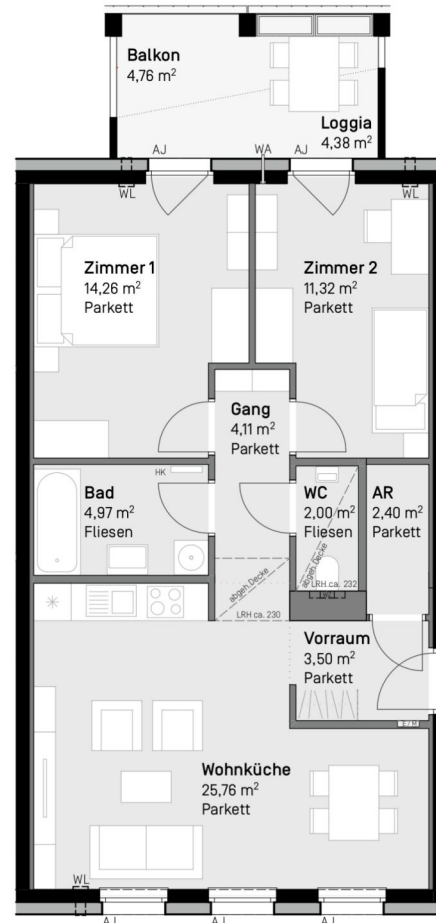 Balkon
4,76 m²
Loggia
4,38 m²
AJ
WA
AJ
WL
WL
Zimmer 1
14,26 m²
Parkett
Zimmer 2
11,32 m²
Parkett
Gang
4,11 m²
Parkett
HK
Bad
4,97 m²
Fliesen
WC
2,00 m²
Fliesen
AR
2,40 m²
Parkett
abgeh. Decke
abgeh. Decke
LRH ca. 232
LRH ca. 230
Vorraum
3,50 m²
Parkett
E/M
Wohnküche
25,76 m²
Parkett
WL
AJ
AJ
AJ